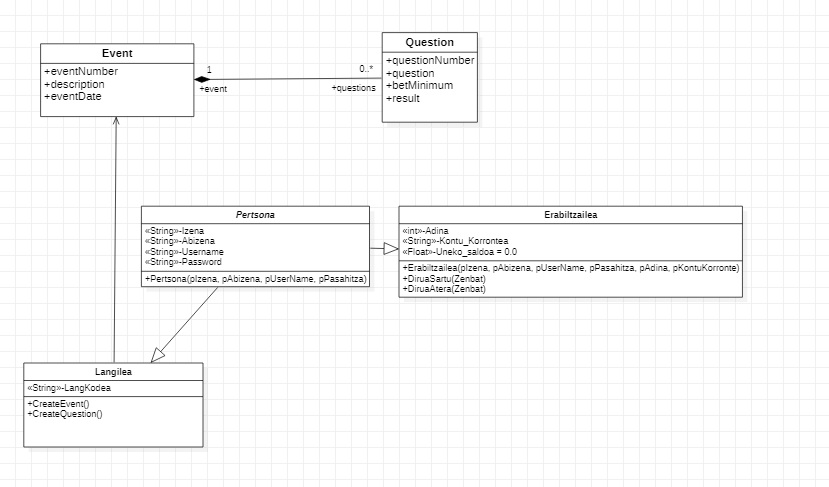 Event
+eventNumber
+description
+eventDate
1
+event
0..*
+questions
Question
+questionNumber
+question
+betMinimum
+result
Pertsona
«String»-Izena
«String»-Abizena
«String»-Username
«String»-Password
+Pertsona(pIzena, pAbizena, pUserName, pPasahitza)
Erabiltzailea
«int»-Adina
«String»-Kontu_Korrontea
«Float»-Uneko_saldoa = 0.0
+Erabiltzailea(pIzena, pAbizena, pUserName, pPasahitza, pAdina, pKontuKorronte)
+DiruaSartu(Zenbat)
+DiruaAtera(Zenbat)
Langilea
«String»-LangKodea
+CreateEvent()
+CreateQuestion()